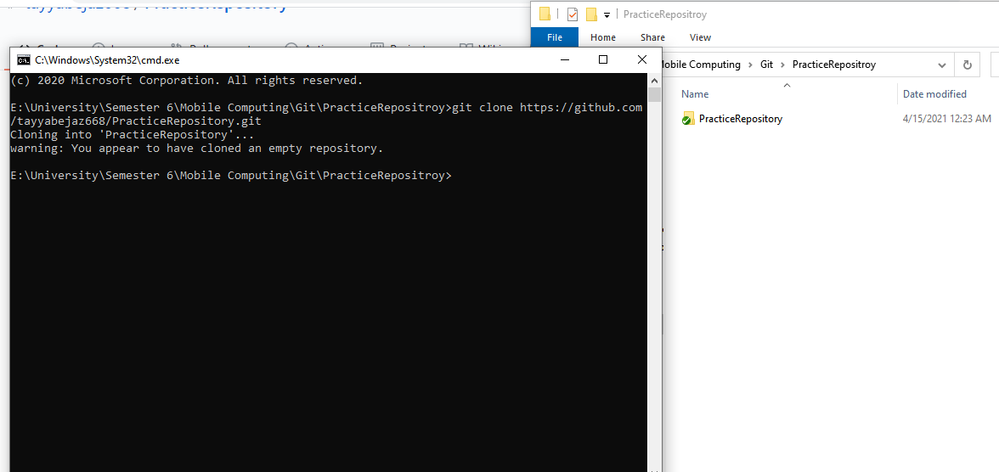 tayyabejaz668 / PracticeRepository
PracticeRepositroy
File Home Share View
C:\Windows\System32\cmd.exe
Mobile Computing > Git > PracticeRepositroy
Name Date modified
PracticeRepository 4/15/2021 12:23 AM
(c) 2020 Microsoft Corporation. All rights reserved.
E:\University\Semester 6\Mobile Computing\Git\PracticeRepositroy>git clone https://github.com
/tayyabejaz668/PracticeRepository.git
Cloning into 'PracticeRepository'...
warning: You appear to have cloned an empty repository.
E:\University\Semester 6\Mobile Computing\Git\PracticeRepositroy>